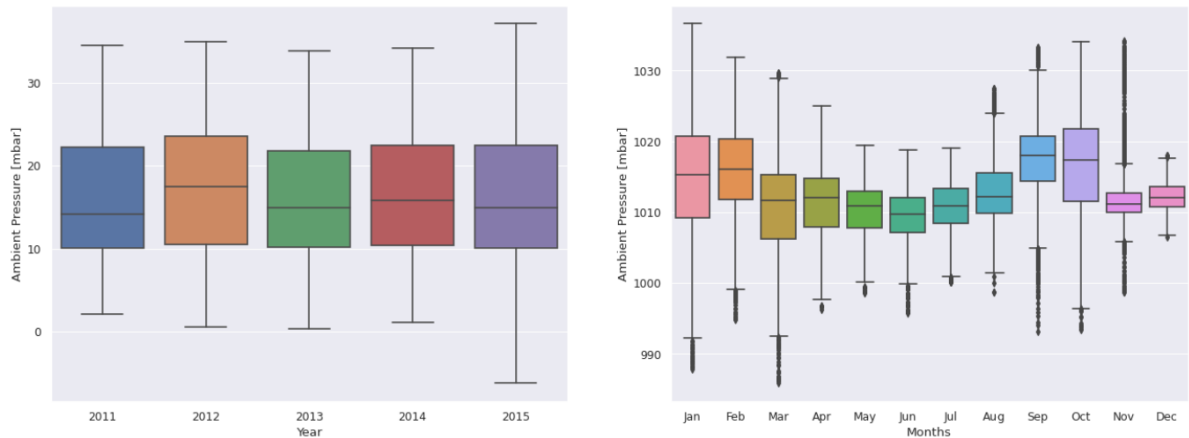 Ambient Pressure [mbar]
30
20
10
0
2011 2012 2013 2014 2015
Year
Ambient Pressure [mbar]
1030
1020
1010
1000
990
Jan Feb Mar Apr May Jun Jul Aug Sep Oct Nov Dec
Months